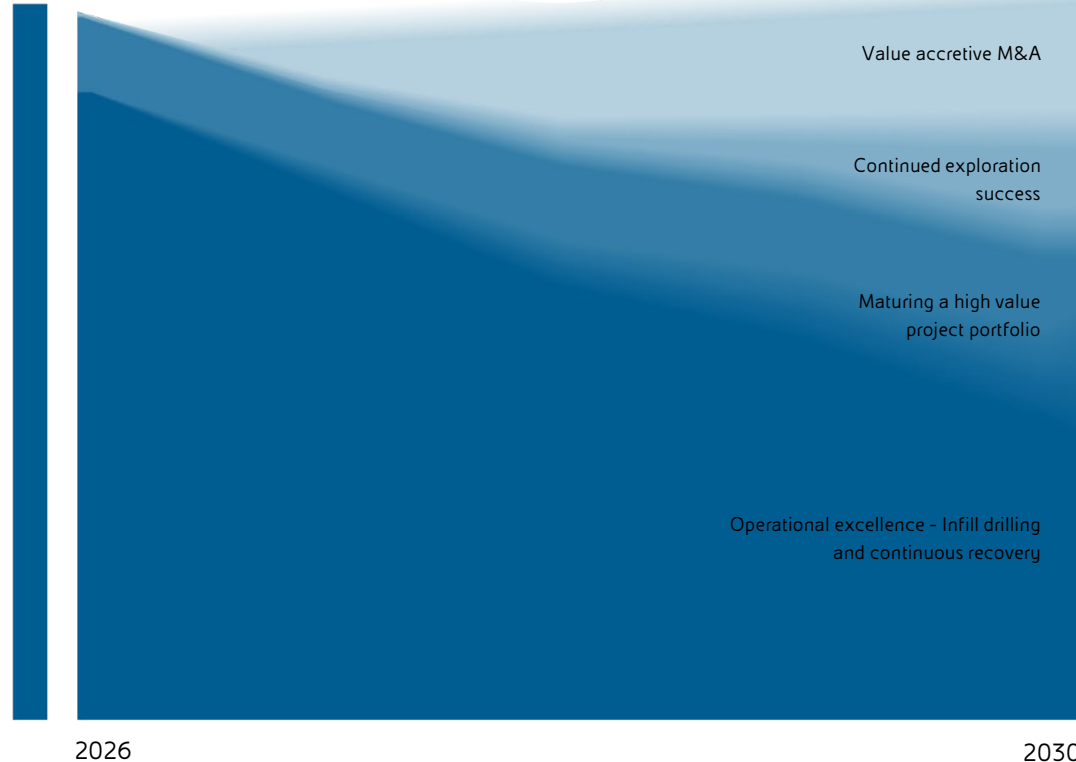 Value accretive M&A
Continued exploration
success
Maturing a high value
project portfolio
Operational excellence - Infill drilling
and continuous recovery
2026
2030